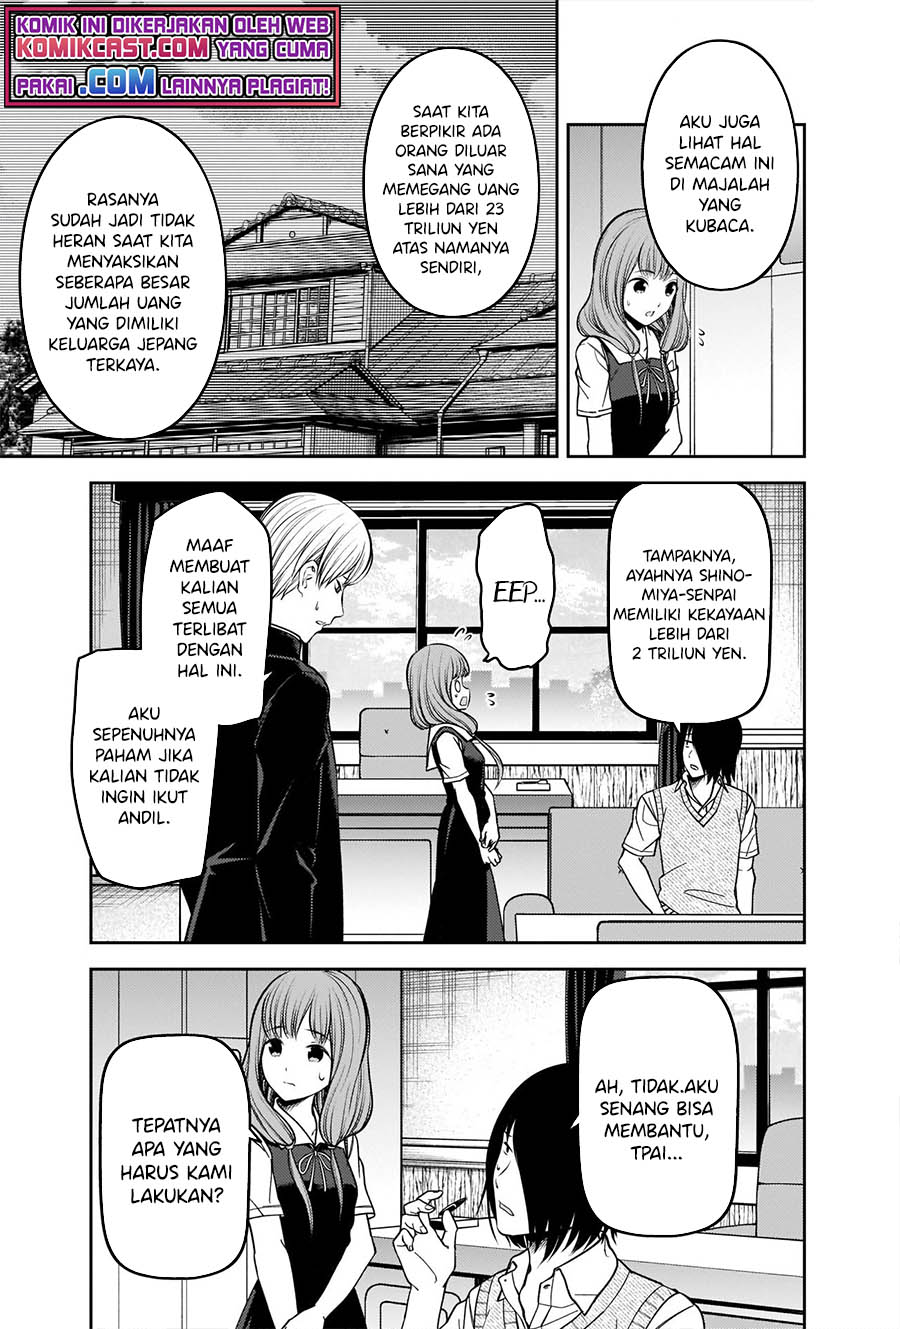 KOMIK INI DIKERJAKAN OLEH WEB
KOMIKCAST.COM YANG CUMA
PAKAI .COM LAINNYA PLAGIAT!
AKU JUGA
LIHAT HAL
SEMACAM INI
DI MAJALAH
YANG
KUBACA.
SAAT KITA
BERPIKIR ADA
ORANG DILUAR
SANA YANG
MEMEGANG UANG
LEBIH DARI 23
TRILIUN YEN
ATAS NAMANYA
SENDIRI,
RASANYA
SUDAH JADI TIDAK
HERAN SAAT KITA
MENYAKSIKAN
SEBERAPA BESAR
JUMLAH UANG
YANG DIMILIKI
KELUARGA JEPANG
TERKAYA.
TAMPAKNYA,
AYAHNYA SHINO-
MIYA-SENPAI
MEMILIKI KEKAYAAN
LEBIH DARI
2 TRILIUN YEN.
EEP...
MAAF
MEMBUAT
KALIAN
SEMUA
TERLIBAT
DENGAN
HAL INI.
AKU
SEPENUHNYA
PAHAM JIKA
KALIAN TIDAK
INGIN IKUT
ANDIL.
AH, TIDAK.AKU
SENANG BISA
MEMBANTU,
TPAI...
TEPATNYA
APA YANG
HARUS KAMI
LAKUKAN?